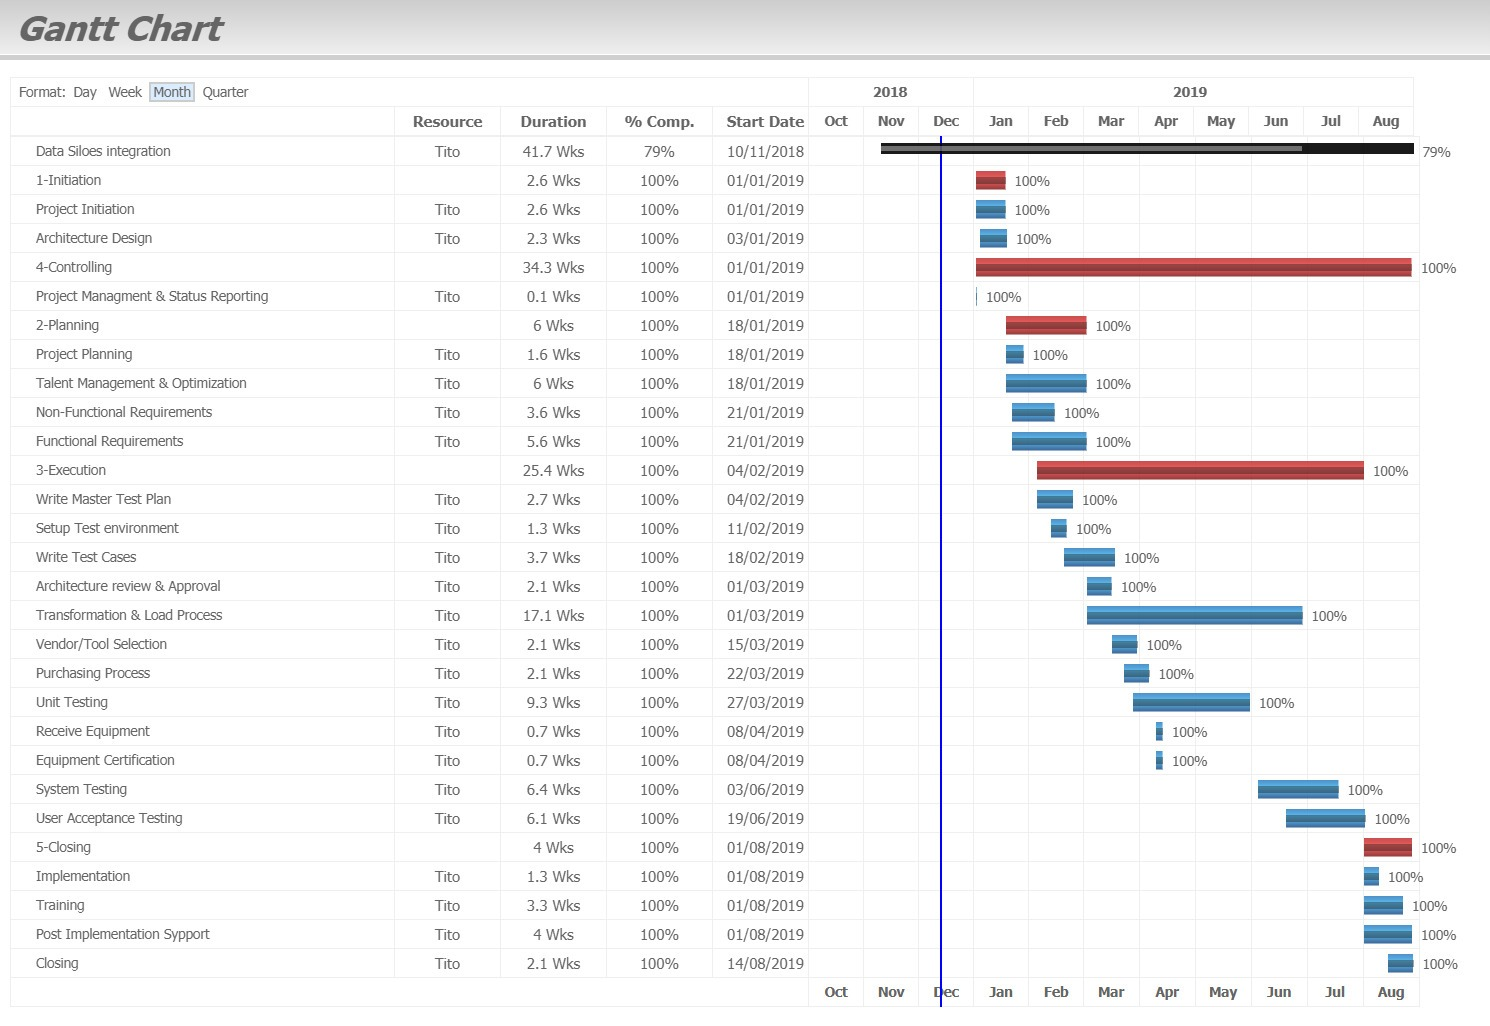 Gantt Chart
Format: Day Week Month Quarter 2018 2019
Resource Duration % Comp. Start Date Oct Nov Dec Jan Feb Mar Apr May Jun Jul Aug
Data Siloes integration Tito 41.7 Wks 79% 10/11/2018 79%
1-Initiation 2.6 Wks 100% 01/01/2019 100%
Project Initiation Tito 2.6 Wks 100% 01/01/2019 100%
Architecture Design Tito 2.3 Wks 100% 03/01/2019 100%
4-Controlling 34.3 Wks 100% 01/01/2019 100%
Project Managment & Status Reporting Tito 0.1 Wks 100% 01/01/2019 100%
2-Planning 6 Wks 100% 18/01/2019 100%
Project Planning Tito 1.6 Wks 100% 18/01/2019 100%
Talent Management & Optimization Tito 6 Wks 100% 18/01/2019 100%
Non-Functional Requirements Tito 3.6 Wks 100% 21/01/2019 100%
Functional Requirements Tito 5.6 Wks 100% 21/01/2019 100%
3-Execution 25.4 Wks 100% 04/02/2019 100%
Write Master Test Plan Tito 2.7 Wks 100% 04/02/2019 100%
Setup Test environment Tito 1.3 Wks 100% 11/02/2019 100%
Write Test Cases Tito 3.7 Wks 100% 18/02/2019 100%
Architecture review & Approval Tito 2.1 Wks 100% 01/03/2019 100%
Transformation & Load Process Tito 17.1 Wks 100% 01/03/2019 100%
Vendor/Tool Selection Tito 2.1 Wks 100% 15/03/2019 100%
Purchasing Process Tito 2.1 Wks 100% 22/03/2019 100%
Unit Testing Tito 9.3 Wks 100% 27/03/2019 100%
Receive Equipment Tito 0.7 Wks 100% 08/04/2019 100%
Equipment Certification Tito 0.7 Wks 100% 08/04/2019 100%
System Testing Tito 6.4 Wks 100% 03/06/2019 100%
User Acceptance Testing Tito 6.1 Wks 100% 19/06/2019 100%
5-Closing 4 Wks 100% 01/08/2019 100%
Implementation Tito 1.3 Wks 100% 01/08/2019 100%
Training Tito 3.3 Wks 100% 01/08/2019 100%
Post Implementation Sypport Tito 4 Wks 100% 01/08/2019 100%
Closing Tito 2.1 Wks 100% 14/08/2019 100%
Oct Nov Dec Jan Feb Mar Apr May Jun Jul Aug